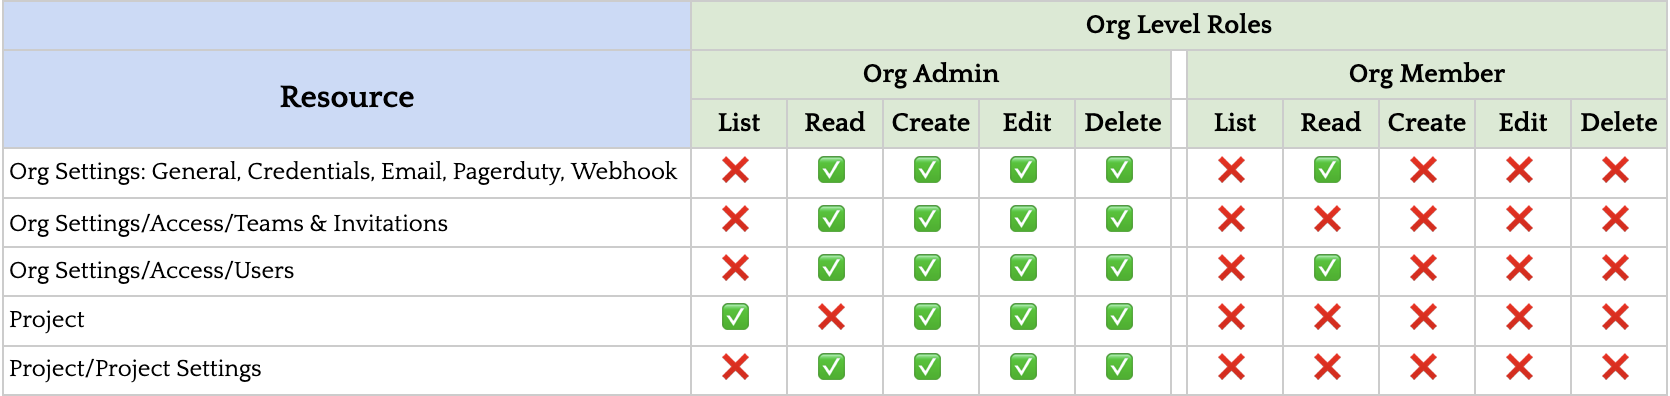 Org Level Roles
Resource
Org Admin Org Member
List Read Create Edit Delete List Read Create Edit Delete
Org Settings: General, Credentials, Email, Pagerduty, Webhook ❌ ✅ ✅ ✅ ✅ ❌ ✅ ❌ ❌ ❌
Org Settings/Access/Teams & Invitations ❌ ✅ ✅ ✅ ✅ ❌ ❌ ❌ ❌ ❌
Org Settings/Access/Users ❌ ✅ ✅ ✅ ✅ ❌ ✅ ❌ ❌ ❌
Project ✅ ❌ ✅ ✅ ✅ ❌ ❌ ❌ ❌ ❌
Project/Project Settings ❌ ✅ ✅ ✅ ✅ ❌ ❌ ❌ ❌ ❌